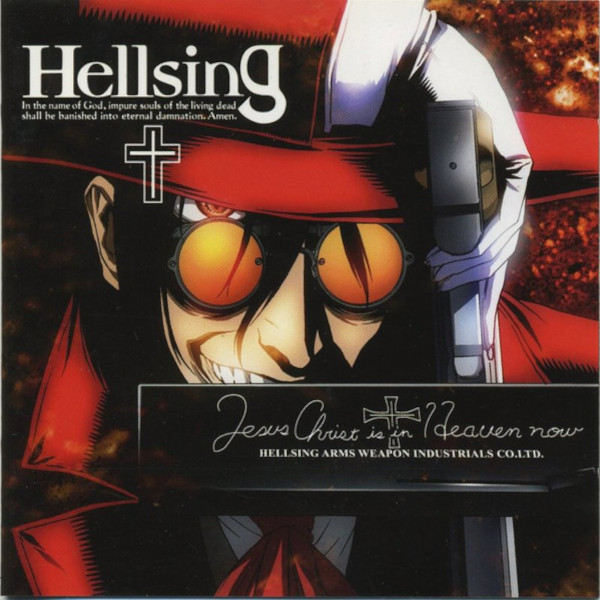 Hellsing
In the name of God, impure souls of the living dead
shall be banished into eternal damnation. Amen.
Jesus Christ is in Heaven now
HELLSING ARMS WEAPON INDUSTRIALS CO.LTD.